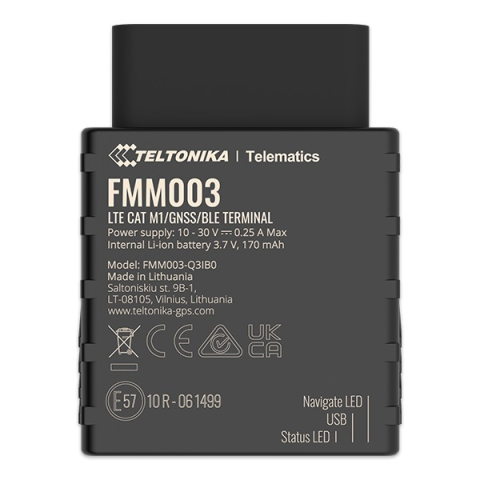 TELTONIKA | Telematics
FMM003
LTE CAT M1/GNSS/BLE TERMINAL
Power supply: 10 - 30 V ⎓ 0.25 A Max
Internal Li-ion battery 3.7 V, 170 mAh
Model: FMM003-Q3IB0
Made in Lithuania
Saltoniskiu st. 9B-1,
LT-08105, Vilnius, Lithuania
www.teltonika-gps.com
CE UK CA
E57 10 R - 061499
Navigate LED
USB
Status LED